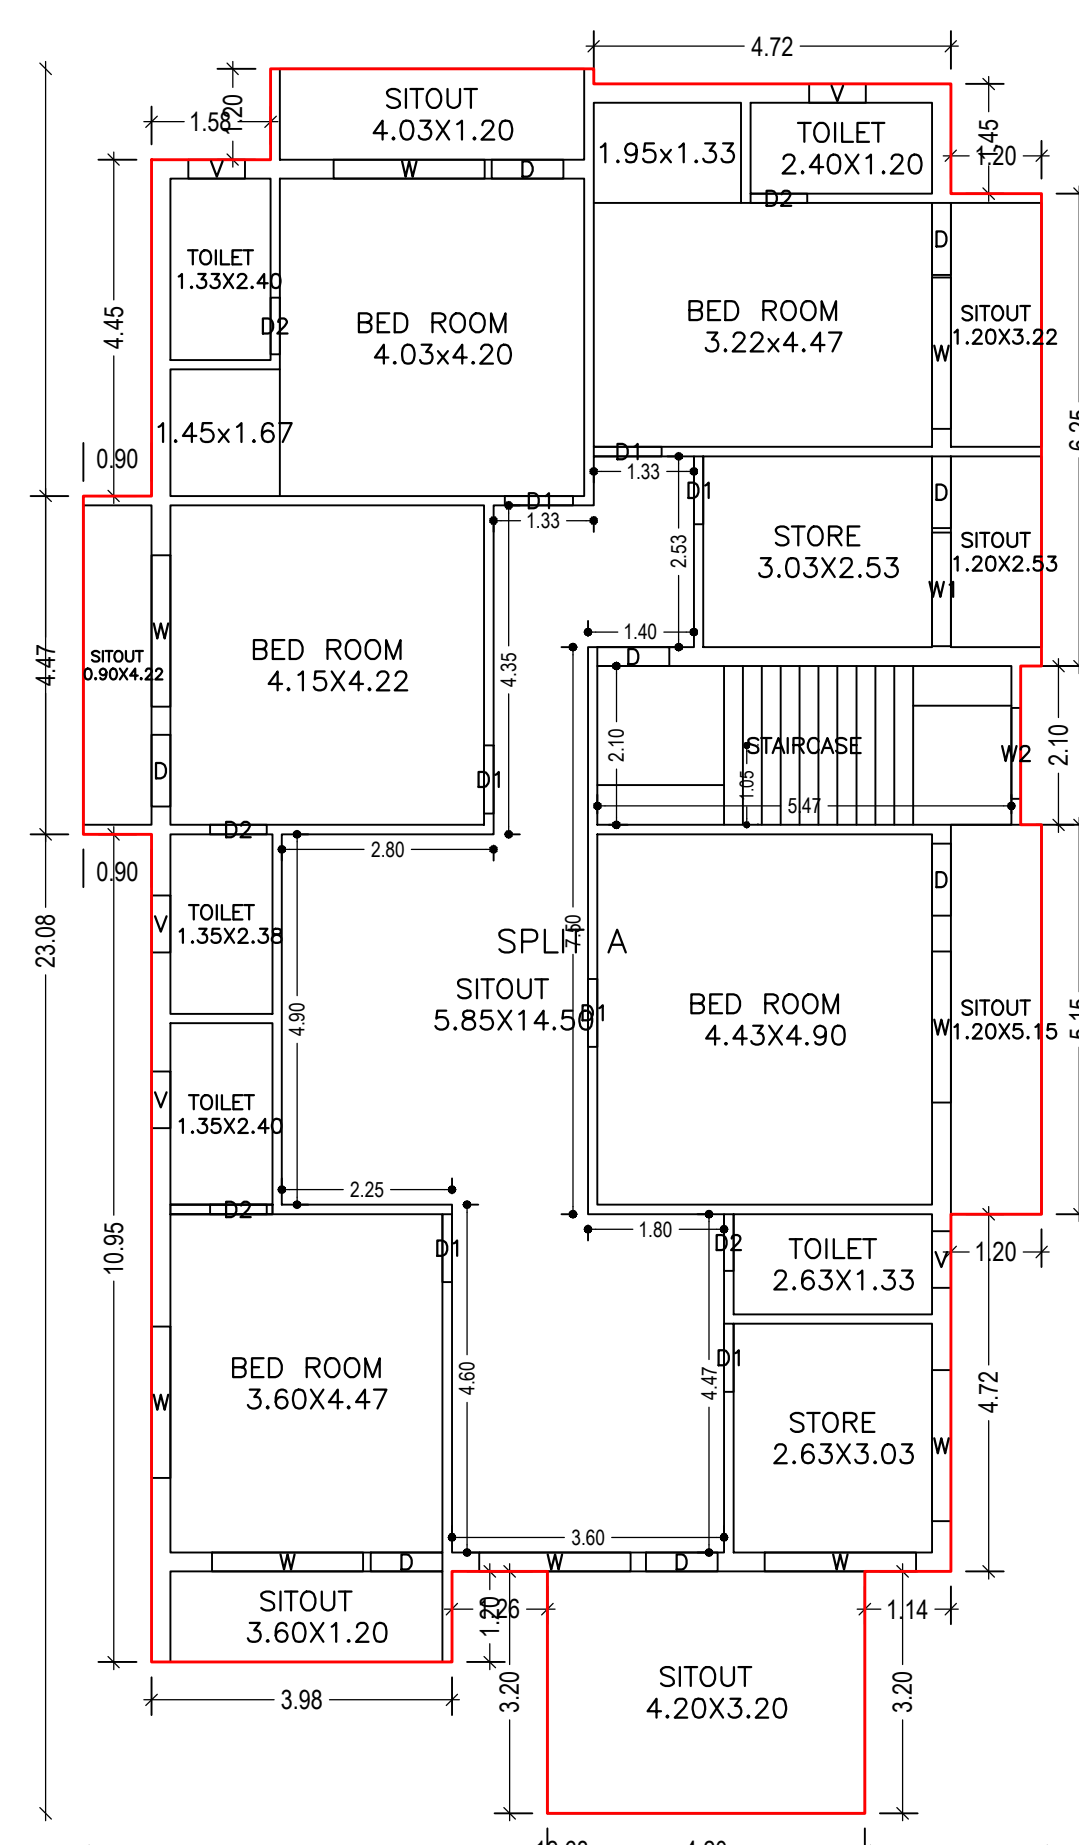 4.72
SITOUT
4.03X1.20
1.20
1.58
1.45
1.20
V
TOILET
2.40X1.20
1.95x1.33
V
W
D
D2
TOILET
1.33X2.40
D2
BED ROOM
4.03x4.20
BED ROOM
3.22x4.47
D
W
SITOUT
1.20X3.22
4.45
1.45x1.67
0.90
D1
1.33
D1
D1
1.33
2.53
STORE
3.03X2.53
D
W1
SITOUT
1.20X2.53
6.25
4.47
SITOUT
0.90X4.22
W
D
BED ROOM
4.15X4.22
4.35
D1
1.40
D
2.10
STAIRCASE
1.05
5.47
W2
2.10
D2
2.80
0.90
23.08
V
TOILET
1.35X2.38
4.90
SPLIT A
7.50
SITOUT
5.85X14.50
D1
BED ROOM
4.43X4.90
D
W
SITOUT
1.20X5.15
5.15
V
TOILET
1.35X2.40
D2
2.25
10.95
D1
1.80
D2
TOILET
2.63X1.33
V
1.20
BED ROOM
3.60X4.47
W
4.60
4.47
D1
STORE
2.63X3.03
W
4.72
3.60
W
D
W
D
W
SITOUT
3.60X1.20
1.20
1.26
1.14
3.98
3.20
SITOUT
4.20X3.20
3.20